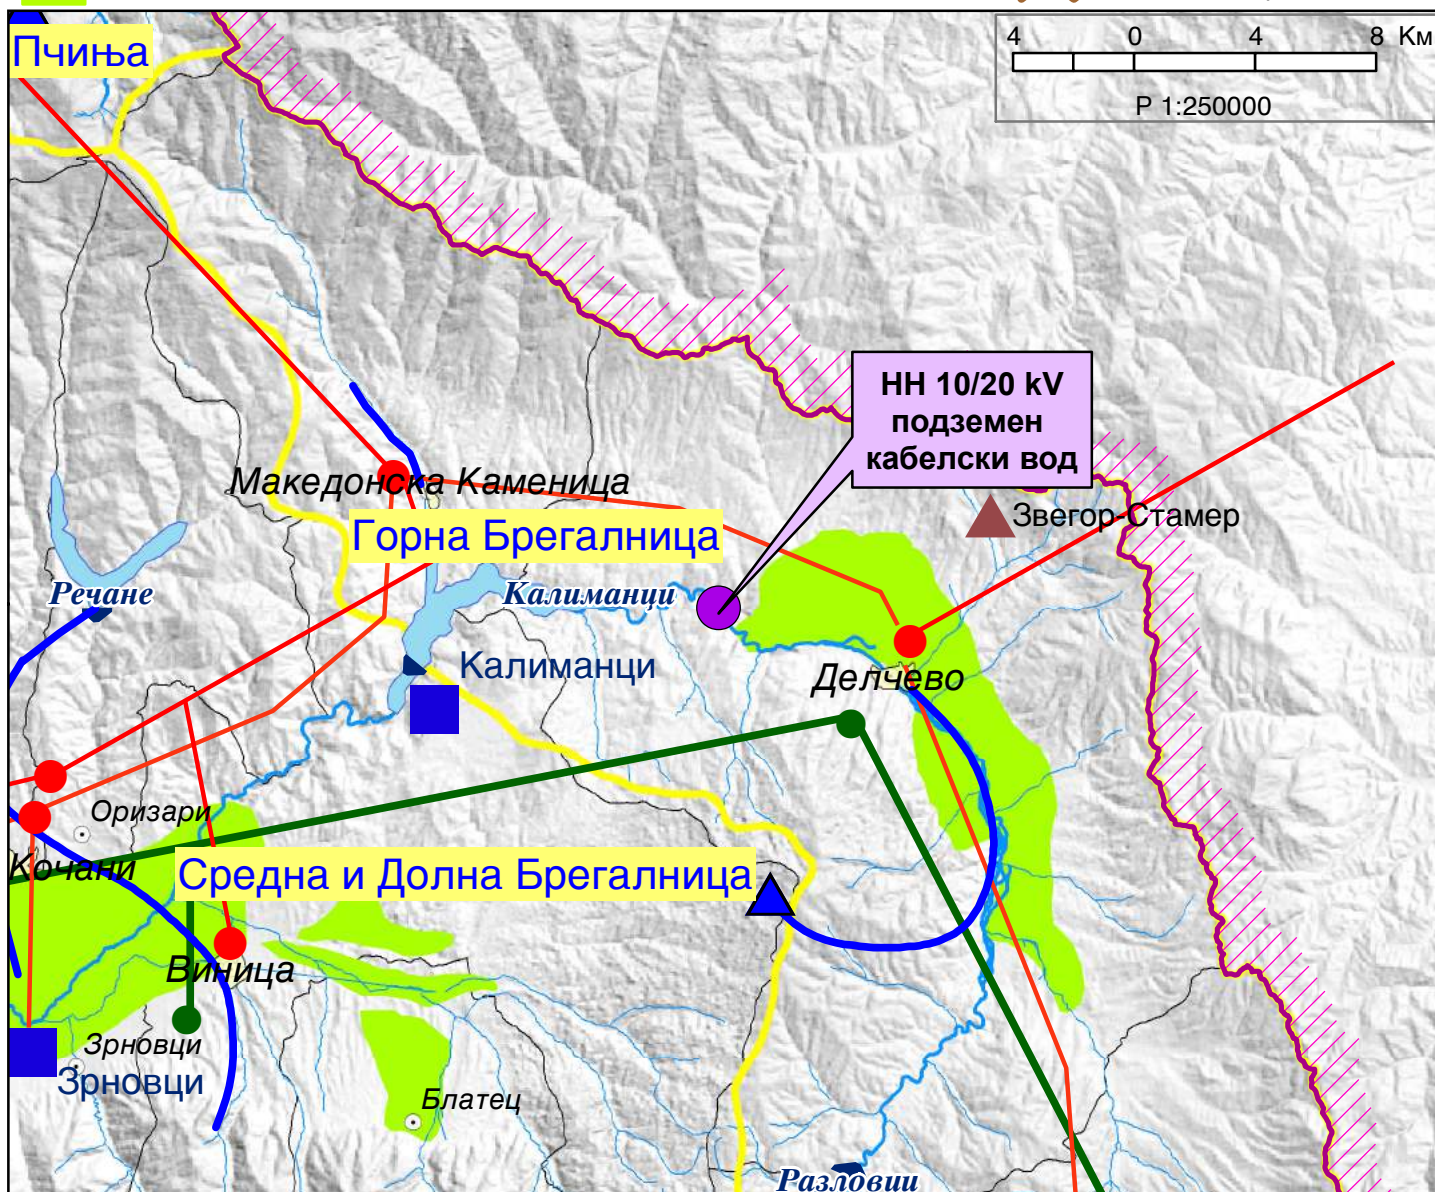 4 0 4 8 Км
Р 1:250000
Пчиња
НН 10/20 kV
подземен
кабелски вод
Македонска Каменица
Звегор-Стамер
Горна Брегалница
Речане
Калиманци
Калиманци
Делчево
Оризари
Кочани
Средна и Долна Брегалница
Виница
Зрновци
Зрновци
Блатец
Разловци